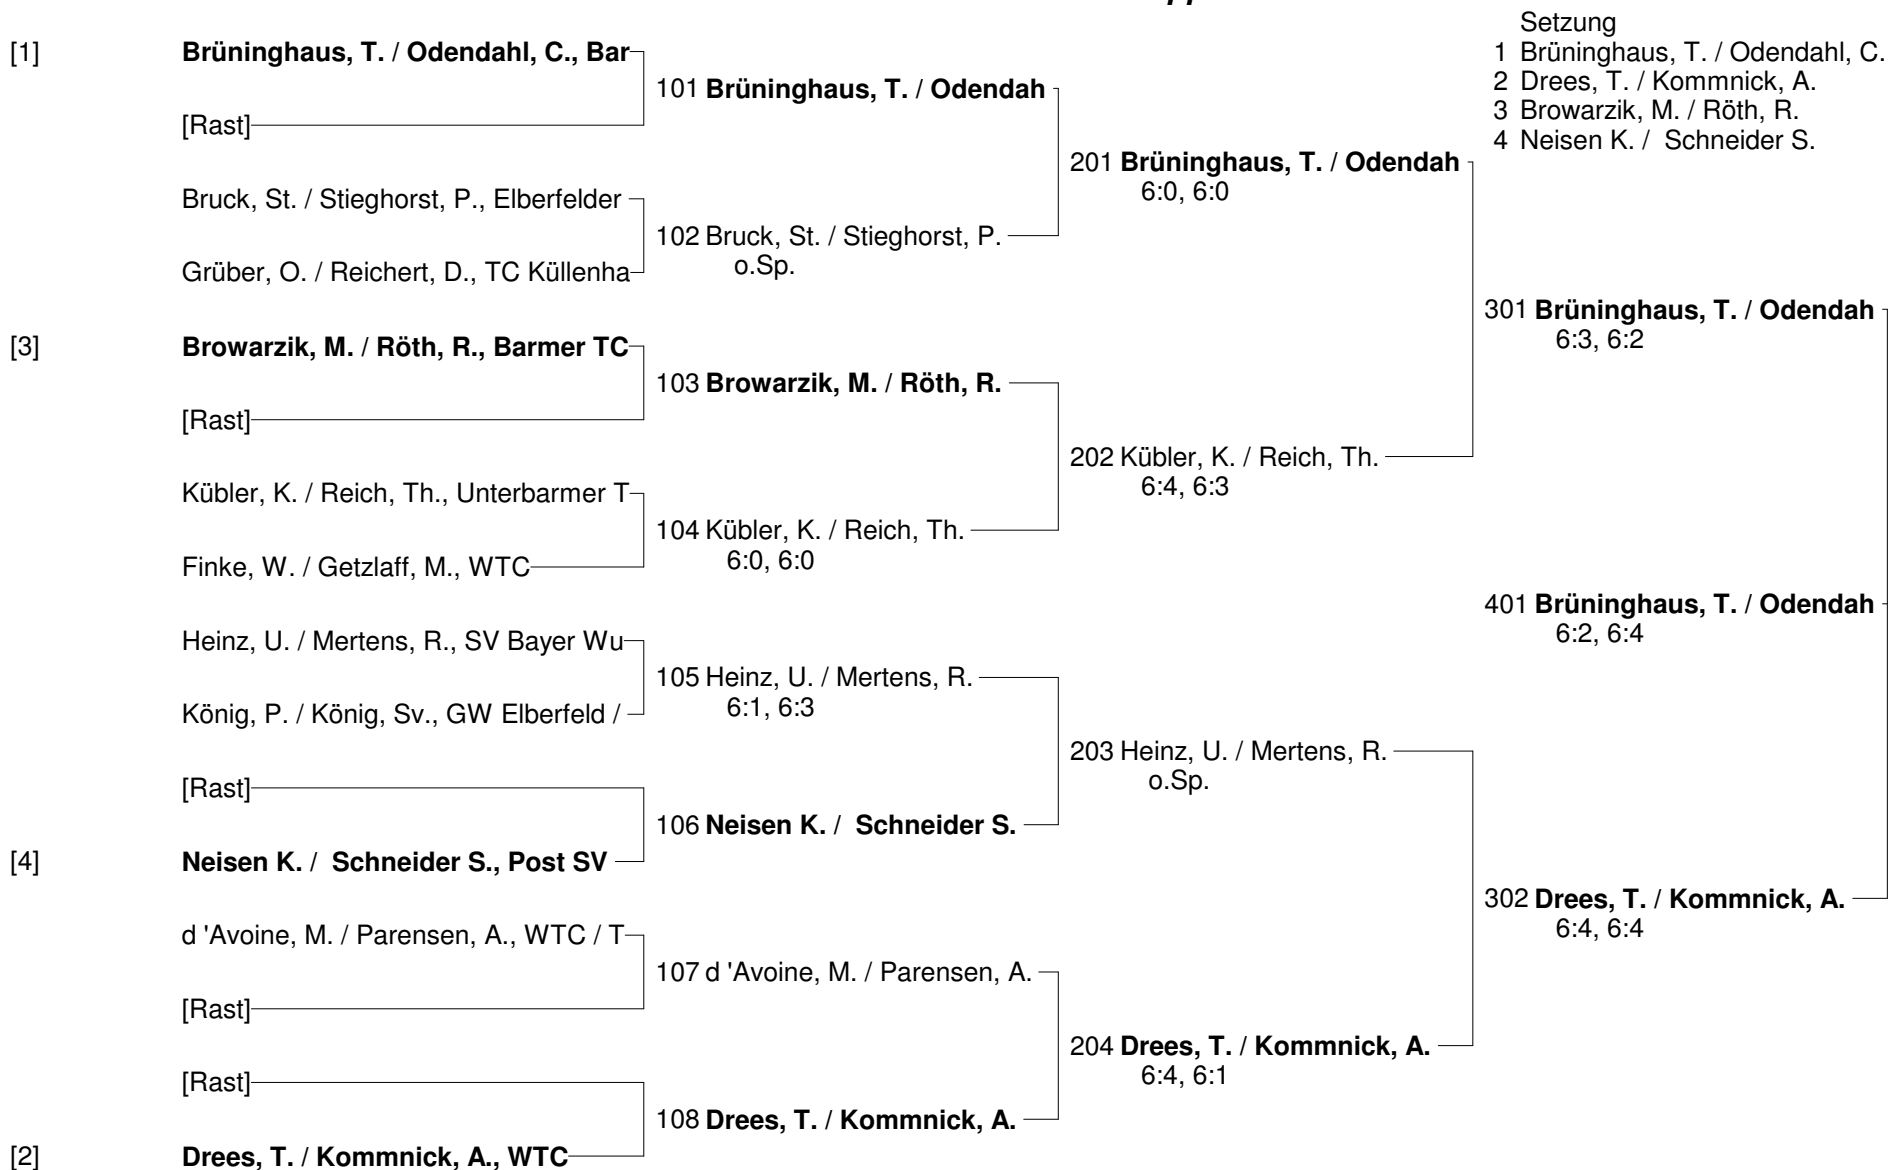 Setzung
1 Brüninghaus, T. / Odendahl, C.
2 Drees, T. / Kommnick, A.
3 Browarzik, M. / Röth, R.
4 Neisen K. / Schneider S.
[1] Brüninghaus, T. / Odendahl, C., Bar
101 Brüninghaus, T. / Odendah
[Rast]
201 Brüninghaus, T. / Odendah
6:0, 6:0
Bruck, St. / Stieghorst, P., Elberfelder
102 Bruck, St. / Stieghorst, P.
o.Sp.
Grüber, O. / Reichert, D., TC Küllenha
301 Brüninghaus, T. / Odendah
6:3, 6:2
[3] Browarzik, M. / Röth, R., Barmer TC
103 Browarzik, M. / Röth, R.
[Rast]
202 Kübler, K. / Reich, Th.
6:4, 6:3
Kübler, K. / Reich, Th., Unterbarmer T
104 Kübler, K. / Reich, Th.
6:0, 6:0
Finke, W. / Getzlaff, M., WTC
401 Brüninghaus, T. / Odendah
6:2, 6:4
Heinz, U. / Mertens, R., SV Bayer Wu
105 Heinz, U. / Mertens, R.
6:1, 6:3
König, P. / König, Sv., GW Elberfeld /
203 Heinz, U. / Mertens, R.
o.Sp.
[Rast]
106 Neisen K. / Schneider S.
[4] Neisen K. / Schneider S., Post SV
302 Drees, T. / Kommnick, A.
6:4, 6:4
d 'Avoine, M. / Parensen, A., WTC / T
107 d 'Avoine, M. / Parensen, A.
[Rast]
204 Drees, T. / Kommnick, A.
6:4, 6:1
[Rast]
108 Drees, T. / Kommnick, A.
[2] Drees, T. / Kommnick, A., WTC